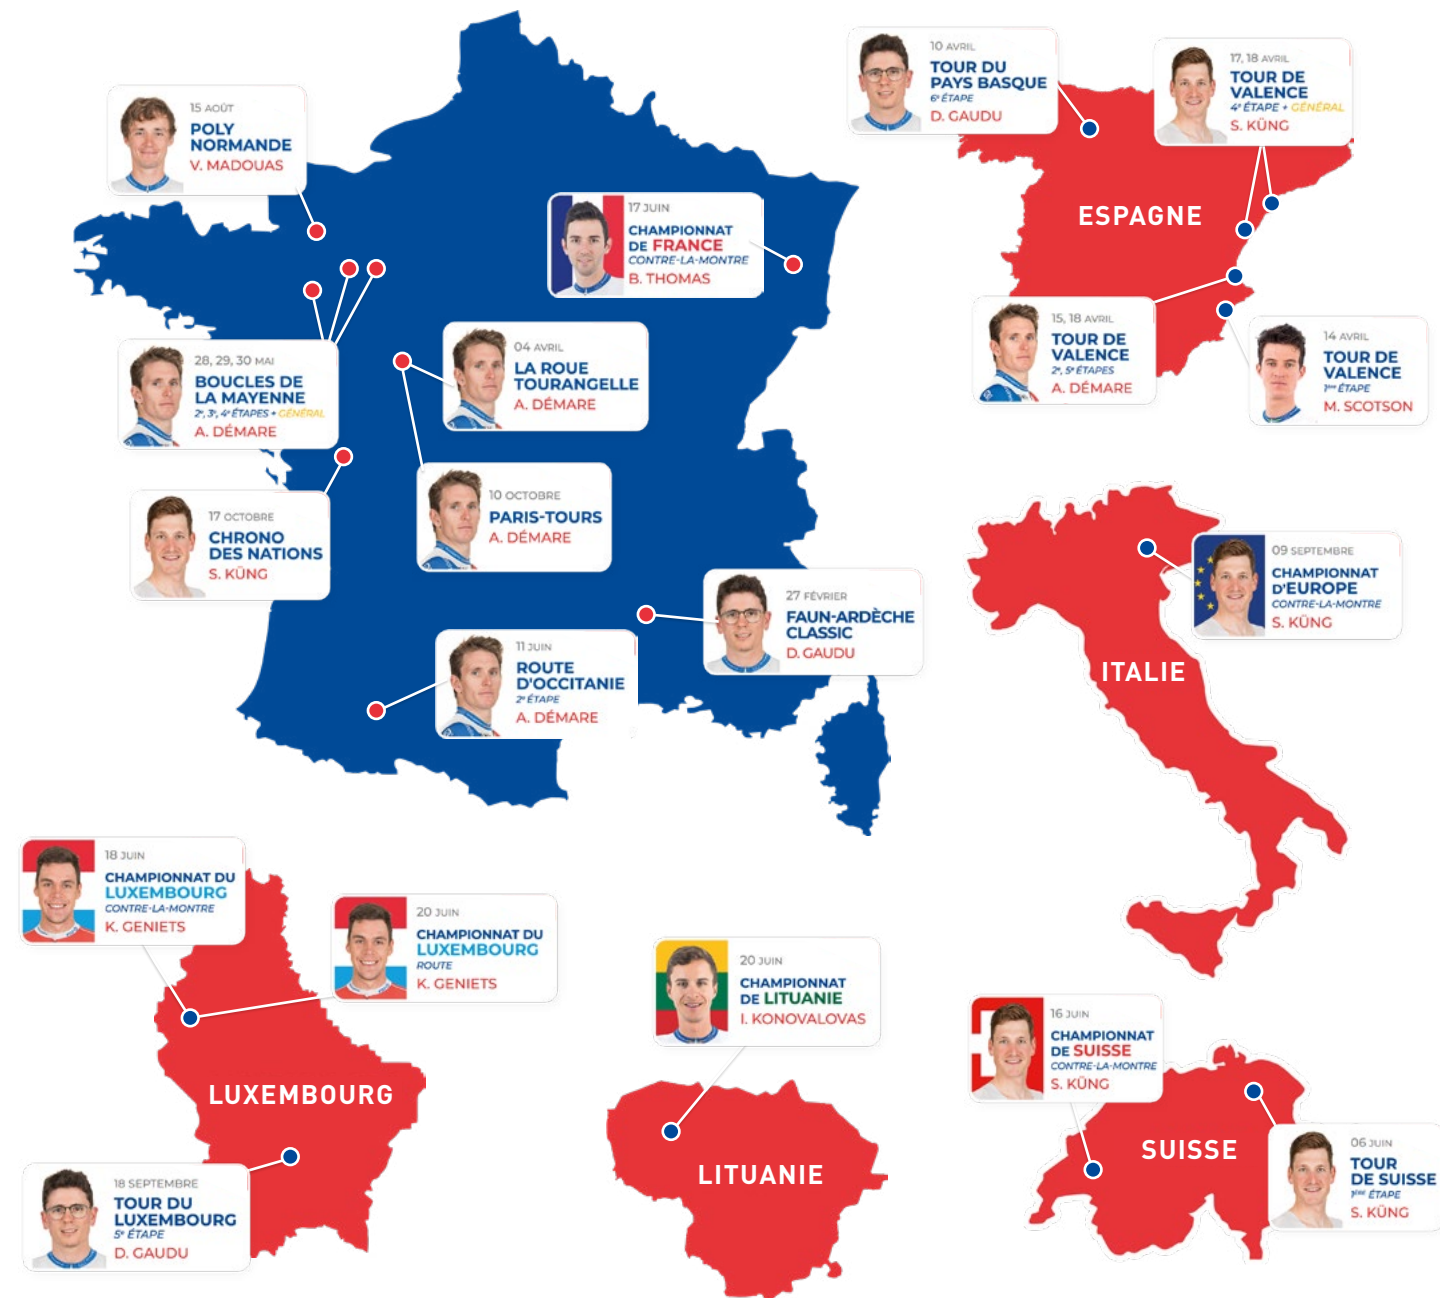 15 AOÛT
POLY
NORMANDE
V. MADOUAS
17 JUIN
CHAMPIONNAT
DE FRANCE
CONTRE-LA-MONTRE
B. THOMAS
28, 29, 30 MAI
BOUCLES DE
LA MAYENNE
2e, 3e, 4e ÉTAPES + GÉNÉRAL
A. DÉMARE
04 AVRIL
LA ROUE
TOURANGELLE
A. DÉMARE
17 OCTOBRE
CHRONO
DES NATIONS
S. KÜNG
10 OCTOBRE
PARIS-TOURS
A. DÉMARE
27 FÉVRIER
FAUN-ARDÈCHE
CLASSIC
D. GAUDU
11 JUIN
ROUTE
D'OCCITANIE
2e ÉTAPE
A. DÉMARE
10 AVRIL
TOUR DU
PAYS BASQUE
6e ÉTAPE
D. GAUDU
17, 18 AVRIL
TOUR DE
VALENCE
4e ÉTAPE + GÉNÉRAL
S. KÜNG
ESPAGNE
15, 18 AVRIL
TOUR DE
VALENCE
2e, 5e ÉTAPES
A. DÉMARE
14 AVRIL
TOUR DE
VALENCE
1ère ÉTAPE
M. SCOTSON
09 SEPTEMBRE
CHAMPIONNAT
D'EUROPE
CONTRE-LA-MONTRE
S. KÜNG
ITALIE
18 JUIN
CHAMPIONNAT DU
LUXEMBOURG
CONTRE-LA-MONTRE
K. GENIETS
20 JUIN
CHAMPIONNAT DU
LUXEMBOURG
ROUTE
K. GENIETS
LUXEMBOURG
18 SEPTEMBRE
TOUR DU
LUXEMBOURG
5e ÉTAPE
D. GAUDU
20 JUIN
CHAMPIONNAT
DE LITUANIE
I. KONOVALOVAS
LITUANIE
16 JUIN
CHAMPIONNAT
DE SUISSE
CONTRE-LA-MONTRE
S. KÜNG
SUISSE
06 JUIN
TOUR
DE SUISSE
1ère ÉTAPE
S. KÜNG